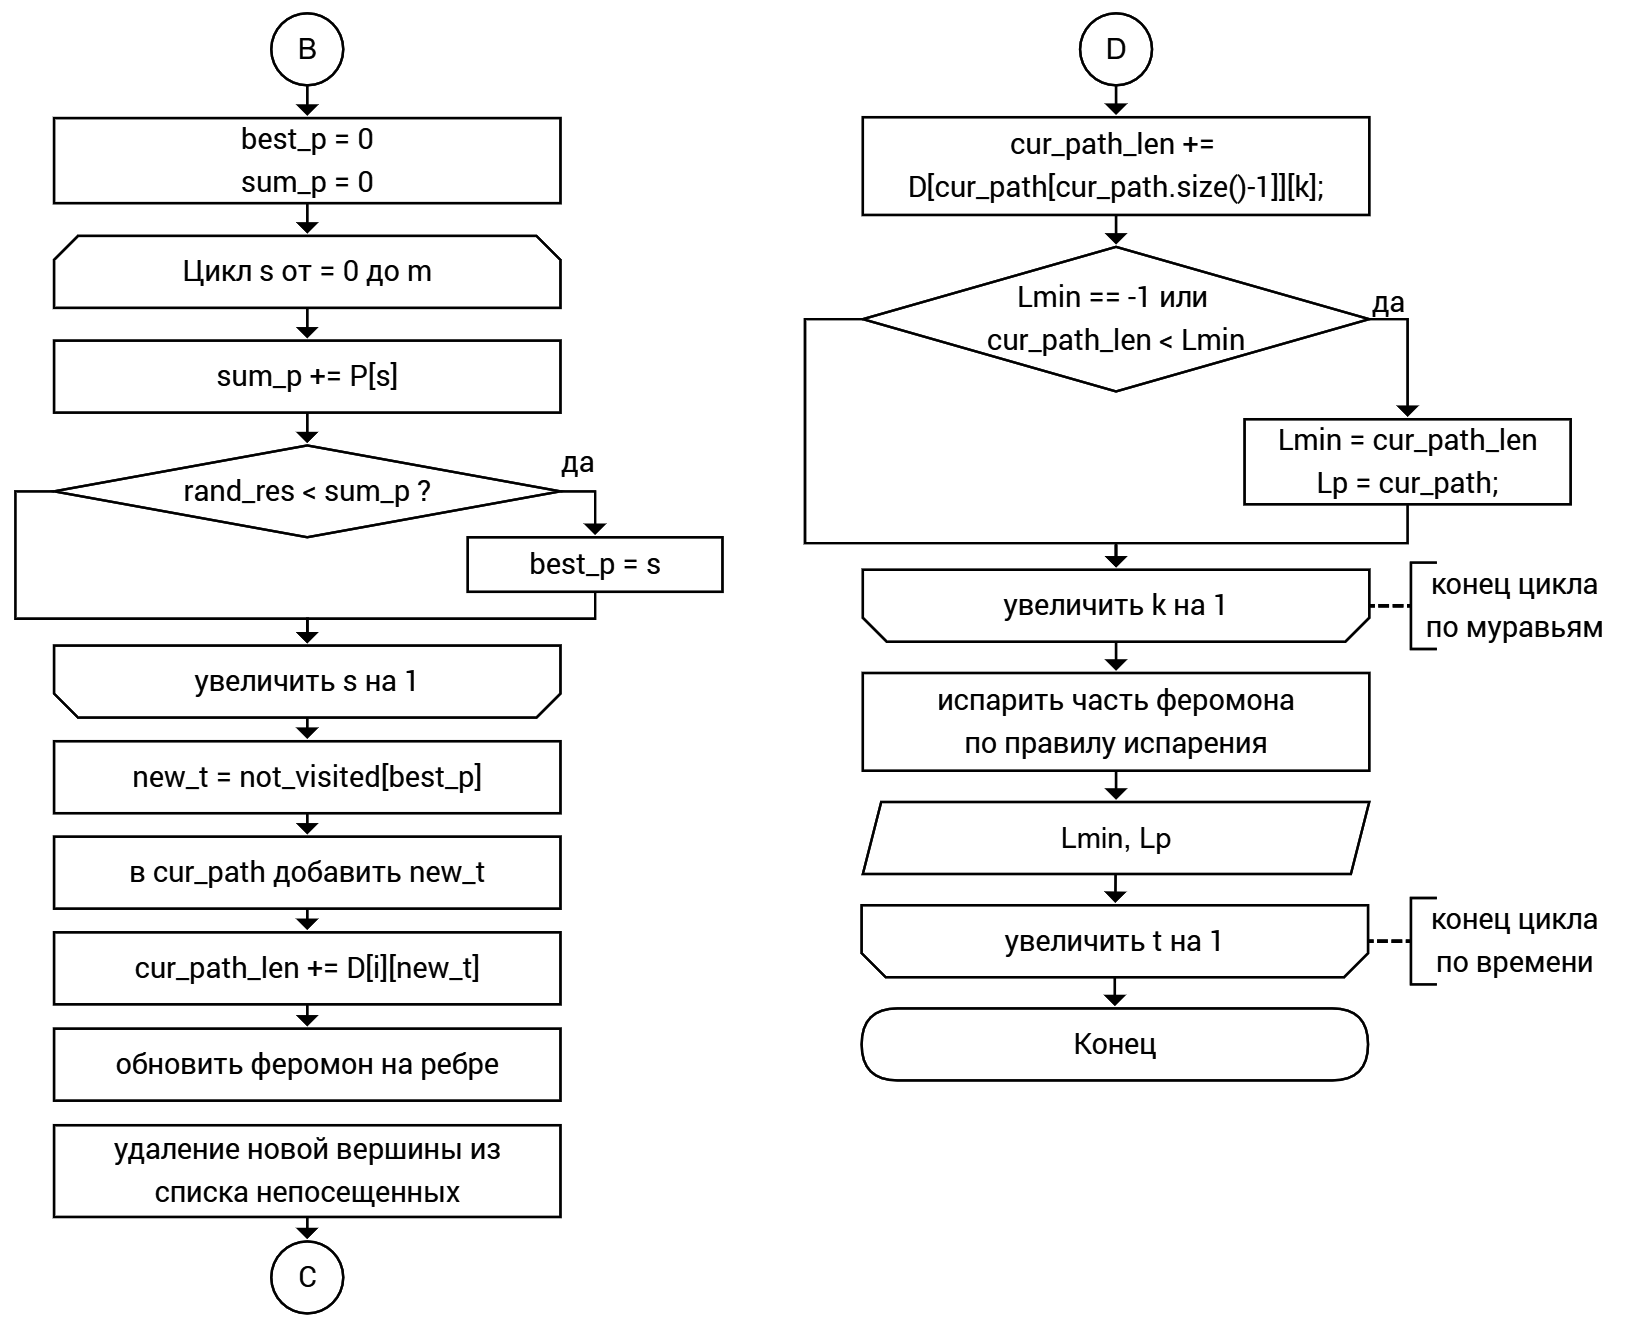 B
best_p = 0
sum_p = 0
Цикл s от = 0 до m
sum_p += P[s]
rand_res < sum_p ?
да
best_p = s
увеличить s на 1
new_t = not_visited[best_p]
в cur_path добавить new_t
cur_path_len += D[i][new_t]
обновить феромон на ребре
удаление новой вершины из
списка непосещенных
C
D
cur_path_len +=
D[cur_path[cur_path.size()-1]][k];
Lmin == -1 или
cur_path_len < Lmin
да
Lmin = cur_path_len
Lp = cur_path;
увеличить k на 1
конец цикла
по муравьям
испарить часть феромона
по правилу испарения
Lmin, Lp
увеличить t на 1
конец цикла
по времени
Конец